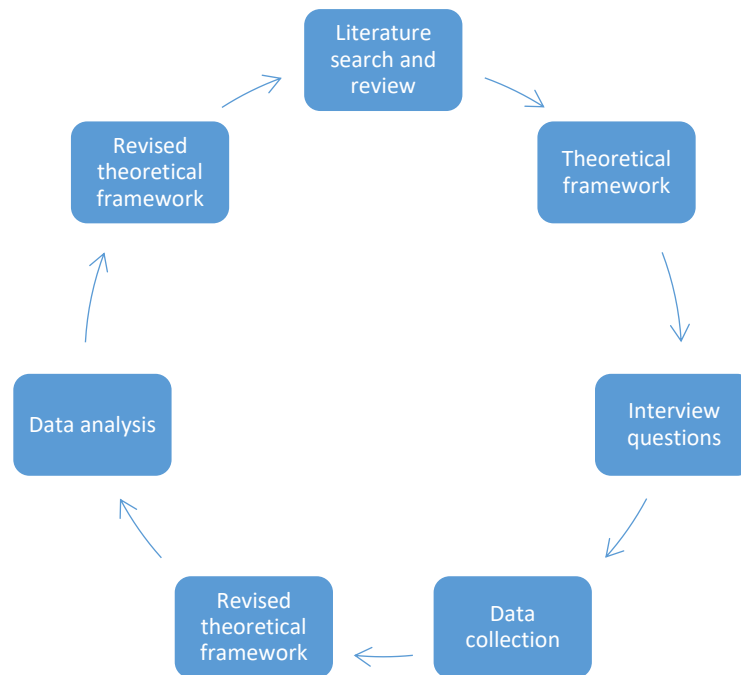 Literature
search and
review
Theoretical
framework
Interview
questions
Data
collection
Revised
theoretical
framework
Data analysis
Revised
theoretical
framework